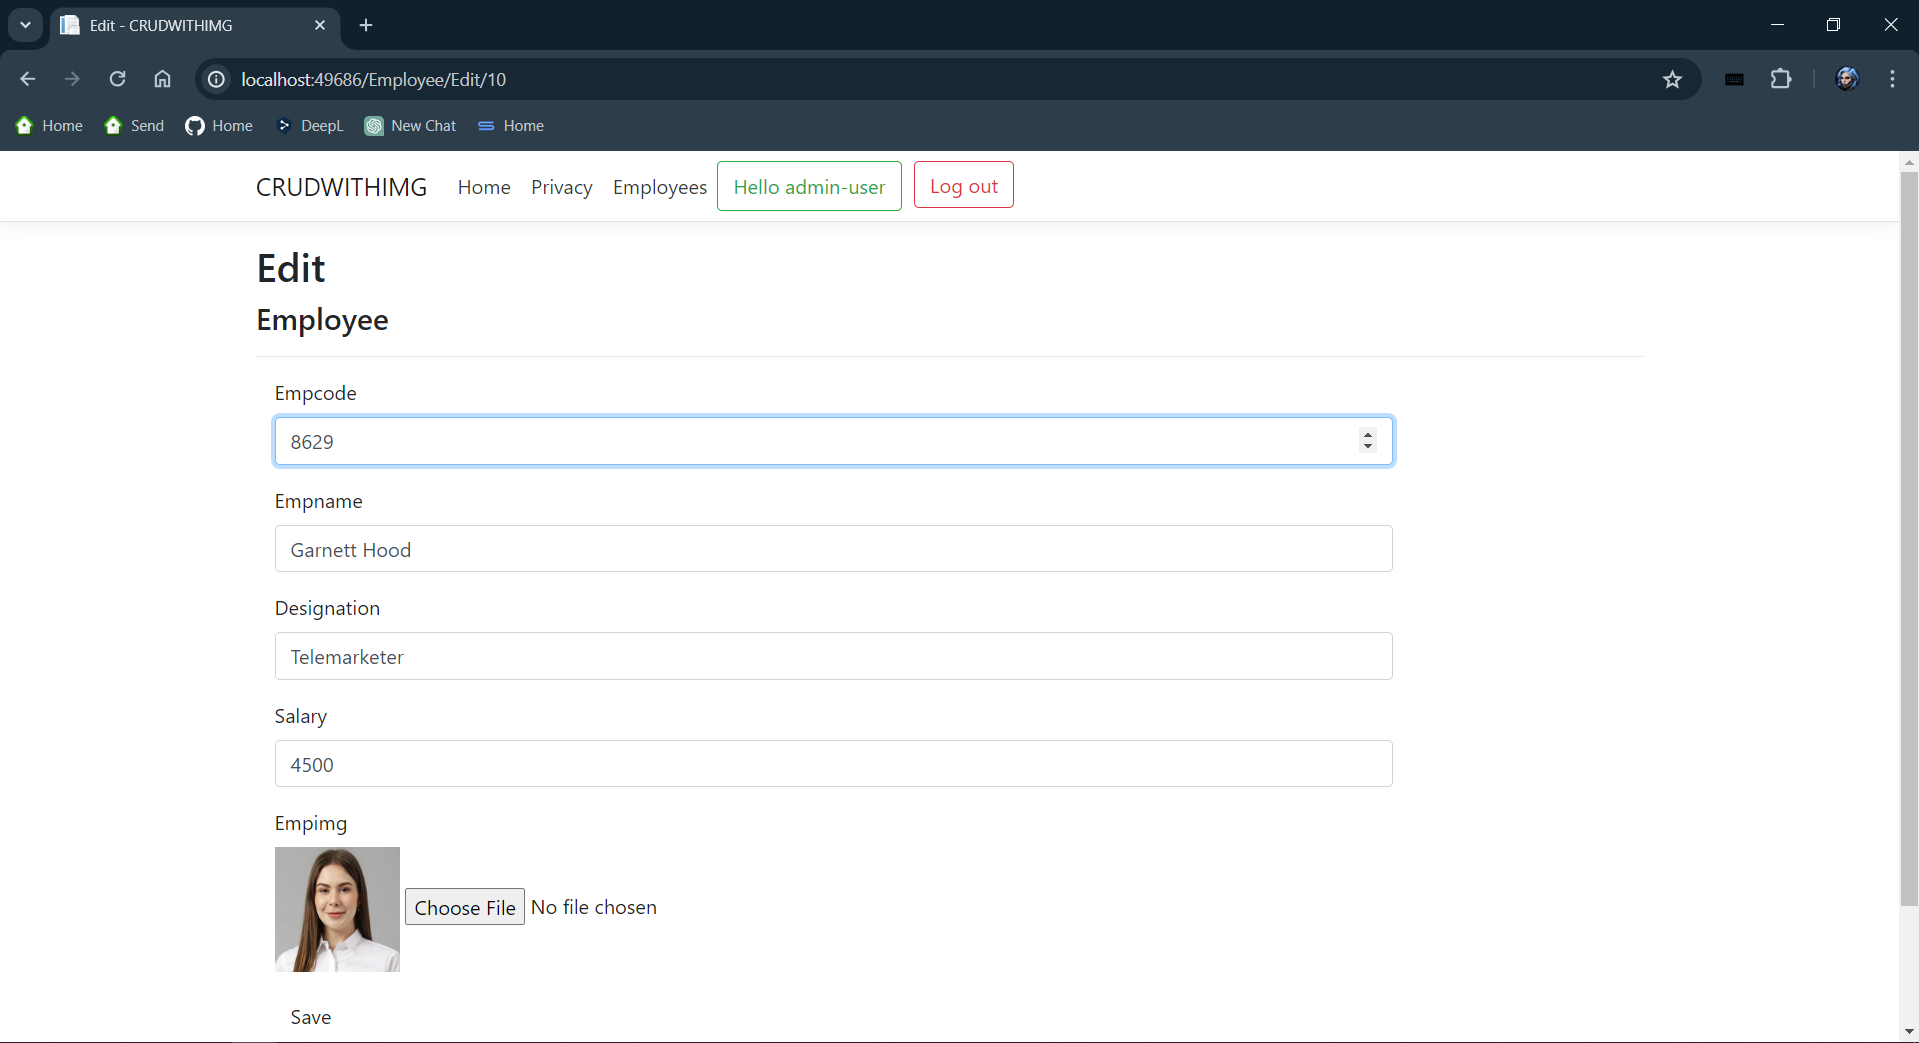 Edit - CRUDWITHIMG
localhost:49686/Employee/Edit/10
Home Send Home DeepL New Chat Home
CRUDWITHIMG Home Privacy Employees Hello admin-user Log out
Edit
Employee
Empcode
8629
Empname
Garnett Hood
Designation
Telemarketer
Salary
4500
Empimg
Choose File No file chosen
Save